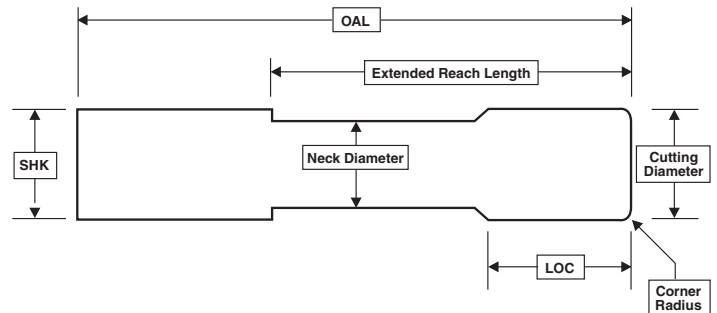 OAL
Extended Reach Length
SHK
Neck Diameter
Cutting
Diameter
LOC
Corner
Radius